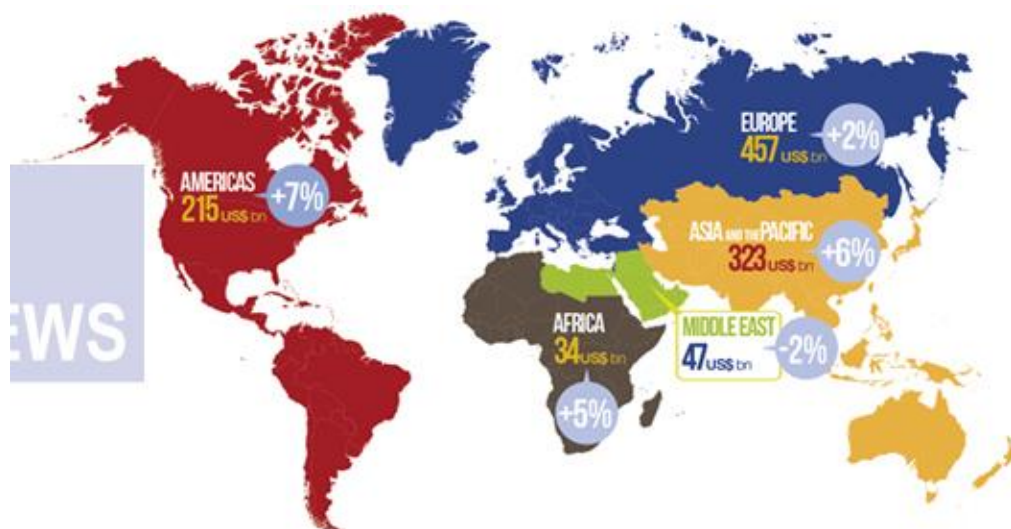 EUROPE
457 US$ bn
+2%
AMERICAS
215 US$ bn
+7%
ASIA AND THE PACIFIC
323 US$ bn
+6%
EWS
AFRICA
34 US$ bn
+5%
MIDDLE EAST
47 US$ bn
-2%